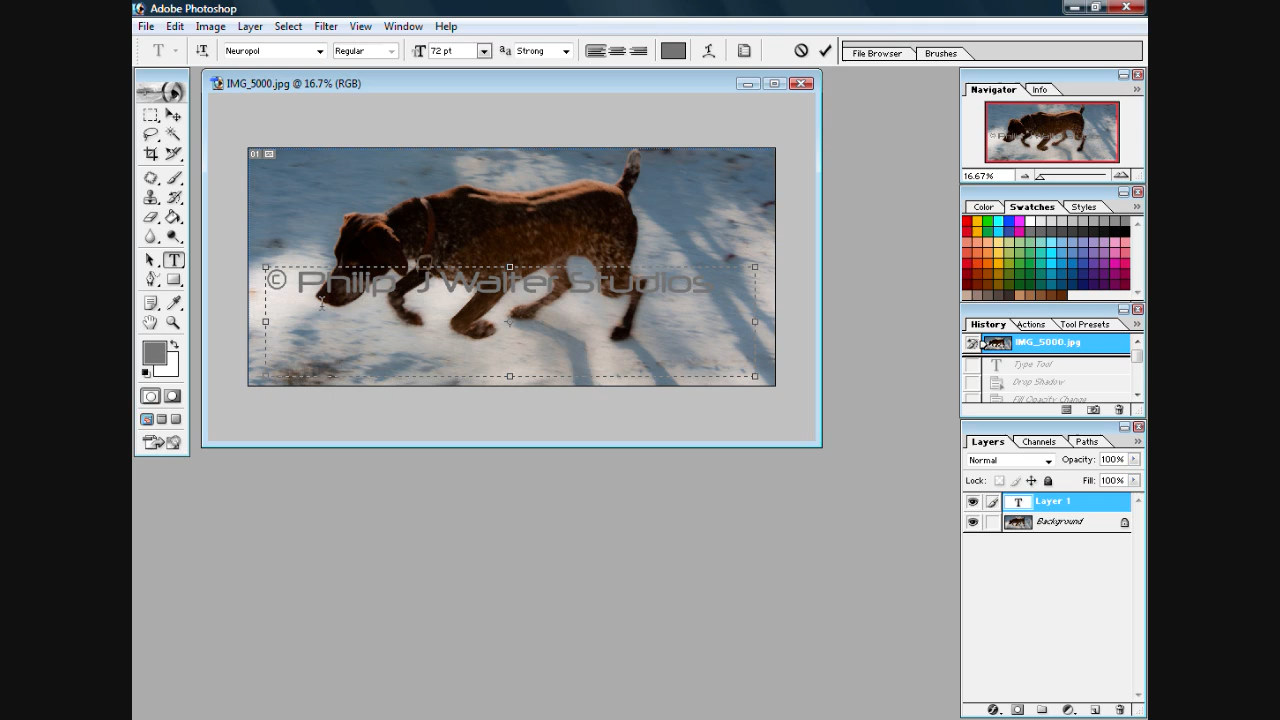 Adobe Photoshop
File Edit Image Layer Select Filter View Window Help
T Neuropol Regular 72 pt aa Strong File Browser Brushes
IMG_5000.jpg @ 16.7% (RGB)
01
© Philip J Walter Studios
Navigator Info
16.67%
Color Swatches Styles
History Actions Tool Presets
IMG_5000.jpg
Type Tool
Drop Shadow
Fill Opacity Change
Layers Channels Paths
Normal Opacity: 100%
Lock: Fill: 100%
T Layer 1
Background